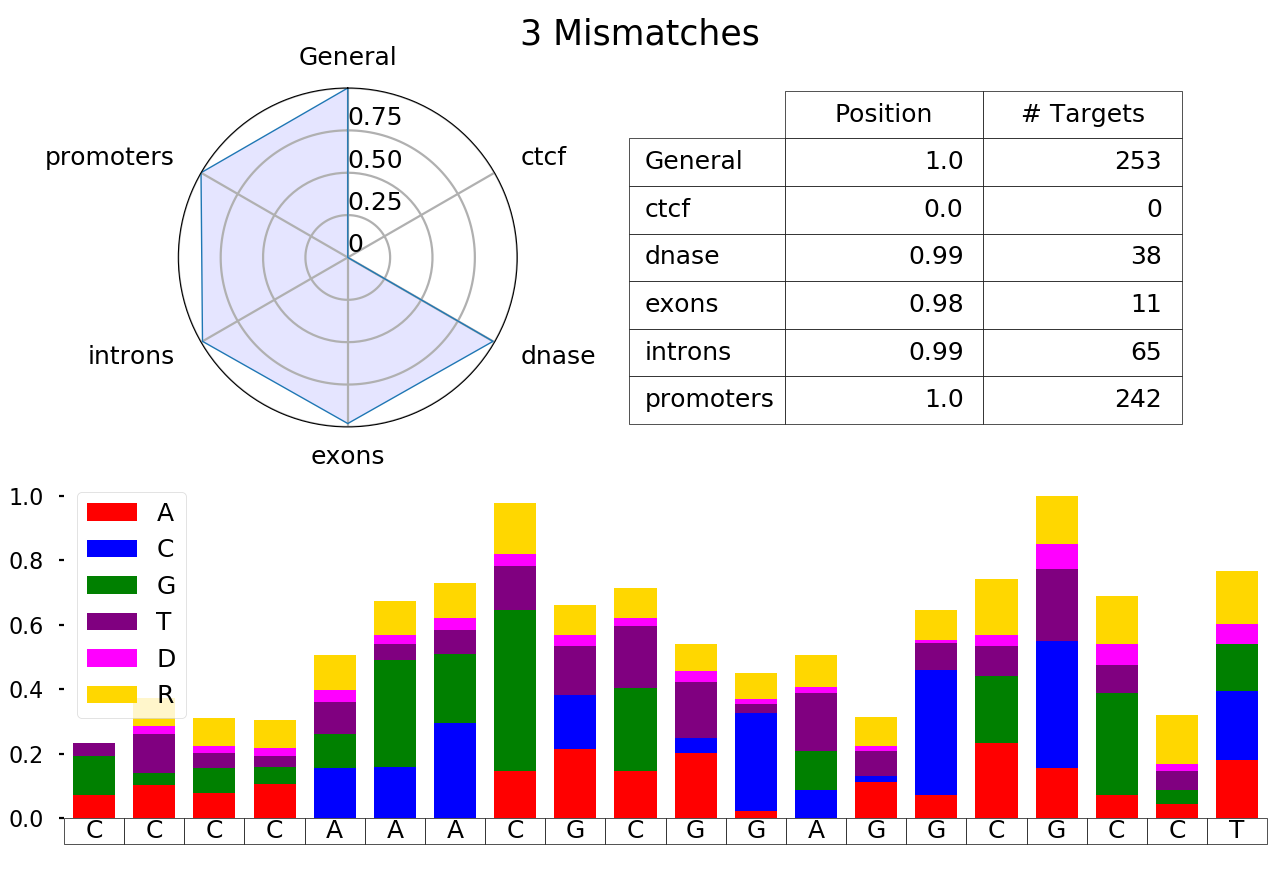 3 Mismatches
General
promoters
ctcf
introns
dnase
exons
0.75
0.50
0.25
0
Position # Targets
General 1.0 253
ctcf 0.0 0
dnase 0.99 38
exons 0.98 11
introns 0.99 65
promoters 1.0 242
1.0
0.8
0.6
0.4
0.2
0.0
A
C
G
T
D
R
C C C C A A A C G C G G A G G C G C C T